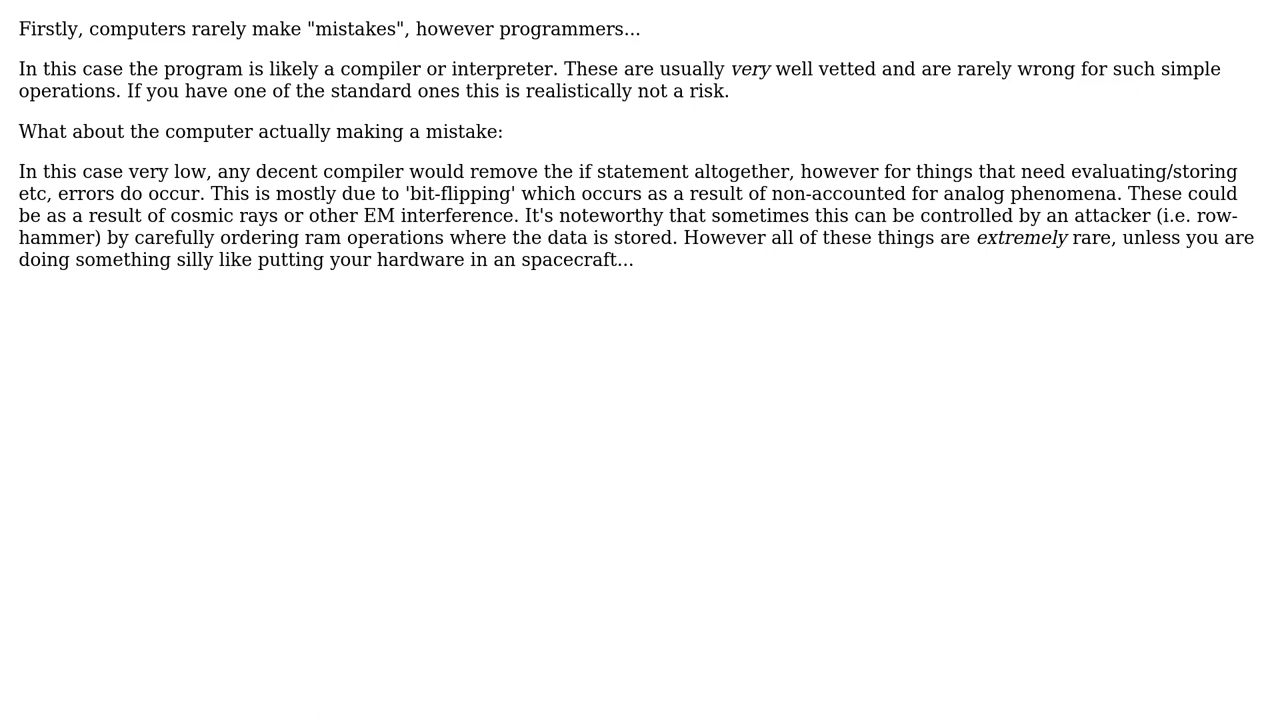 Firstly, computers rarely make "mistakes", however programmers...
In this case the program is likely a compiler or interpreter. These are usually very well vetted and are rarely wrong for such simple
operations. If you have one of the standard ones this is realistically not a risk.
What about the computer actually making a mistake:
In this case very low, any decent compiler would remove the if statement altogether, however for things that need evaluating/storing
etc, errors do occur. This is mostly due to 'bit-flipping' which occurs as a result of non-accounted for analog phenomena. These could
be as a result of cosmic rays or other EM interference. It's noteworthy that sometimes this can be controlled by an attacker (i.e. row-
hammer) by carefully ordering ram operations where the data is stored. However all of these things are extremely rare, unless you are
doing something silly like putting your hardware in an spacecraft...